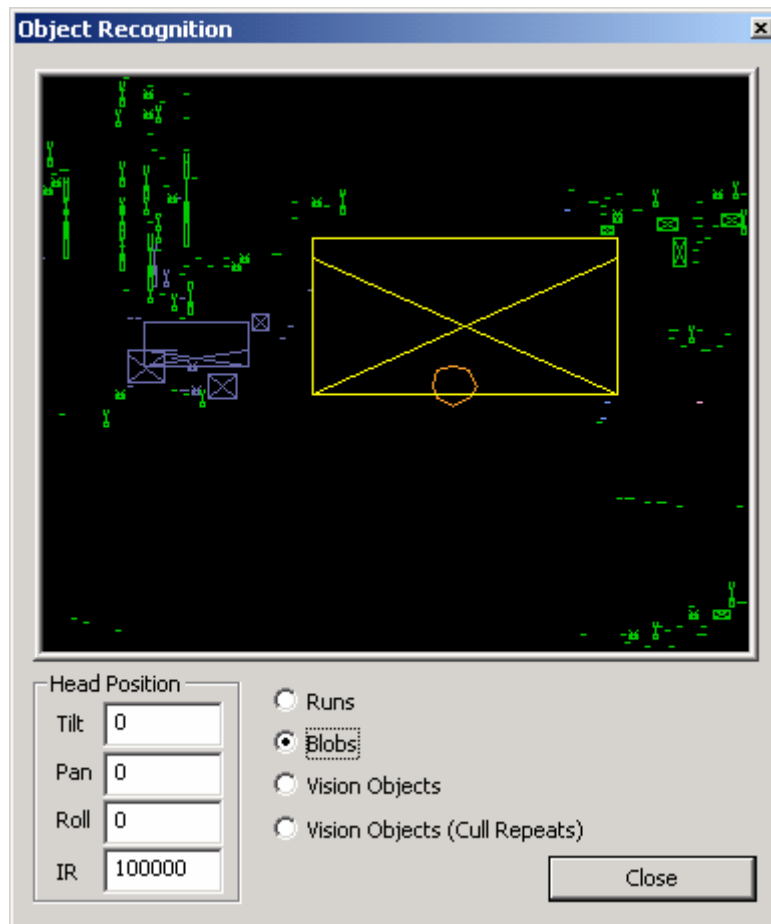 Object Recognition
Head Position
Tilt 0
Pan 0
Roll 0
IR 100000
Runs
Blobs
Vision Objects
Vision Objects (Cull Repeats)
Close